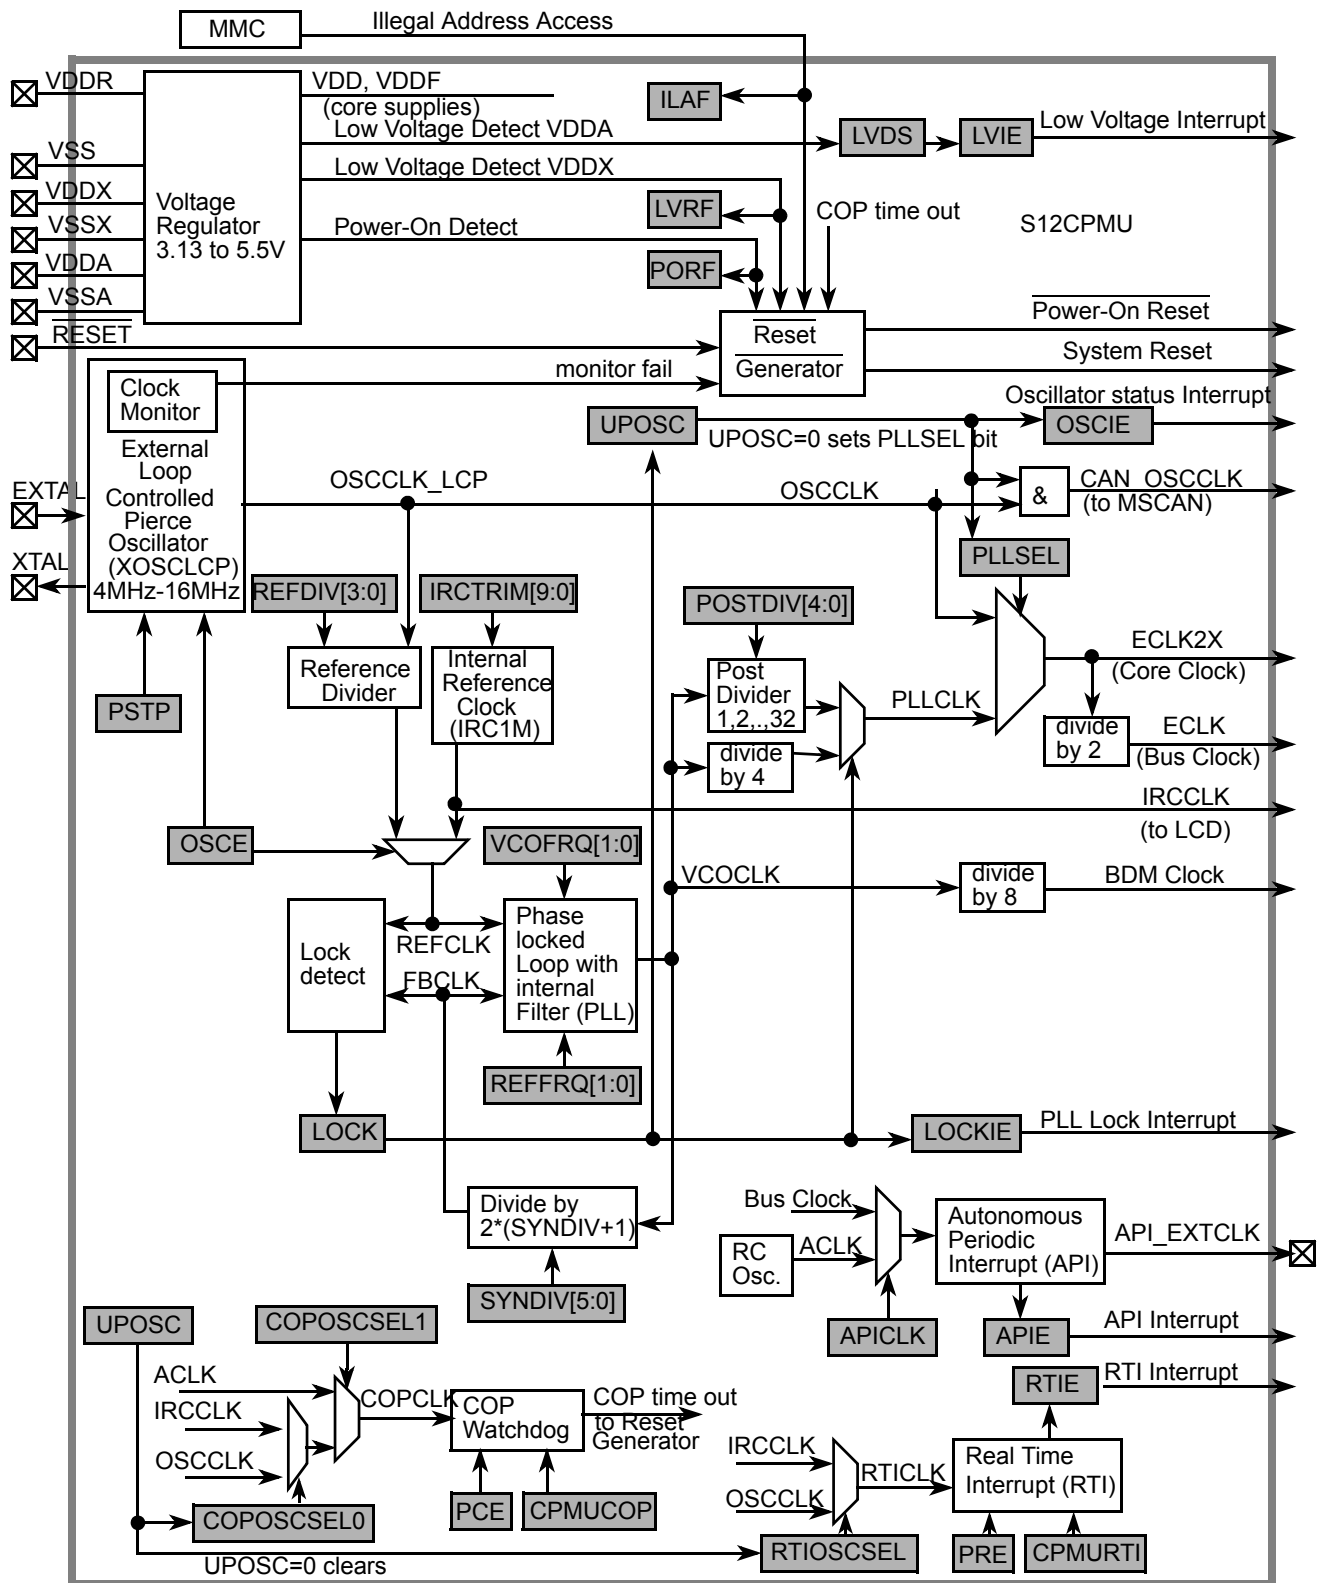 MMC
Illegal Address Access
VDDR
VDD, VDDF
(core supplies)
ILAF
Low Voltage Detect VDDA
LVDS
LVIE
Low Voltage Interrupt
VSS
Low Voltage Detect VDDX
VDDX
Voltage
Regulator
3.13 to 5.5V
LVRF
COP time out
S12CPMU
VSSX
Power-On Detect
VDDA
PORF
VSSA
RESET
Reset
Generator
Power-On Reset
System Reset
monitor fail
Clock
Monitor
Oscillator status Interrupt
UPOSC
OSCIE
UPOSC=0 sets PLLSEL bit
External
Loop
Controlled
Pierce
Oscillator
(XOSCLCP)
4MHz-16MHz
EXTAL
XTAL
OSCCLK_LCP
OSCCLK
&
CAN_OSCCLK
(to MSCAN)
PLLSEL
REFDIV[3:0]
IRCTRIM[9:0]
POSTDIV[4:0]
Reference
Divider
Internal
Reference
Clock
(IRC1M)
Post
Divider
1,2,.,32
PLLCLK
ECLK2X
(Core Clock)
PSTP
divide
by 4
divide
by 2
ECLK
(Bus Clock)
IRCCLK
(to LCD)
OSCE
VCOFRQ[1:0]
VCOCLK
divide
by 8
BDM Clock
Lock
detect
REFCLK
FBCLK
Phase
locked
Loop with
internal
Filter (PLL)
REFFRQ[1:0]
LOCK
LOCKIE
PLL Lock Interrupt
Divide by
2*(SYNDIV+1)
SYNDIV[5:0]
Bus Clock
RC
Osc.
ACLK
Autonomous
Periodic
Interrupt (API)
API_EXTCLK
APICLK
APIE
API Interrupt
UPOSC
COPOSCSEL1
RTIE
RTI Interrupt
ACLK
IRCCLK
OSCCLK
COPCLK
COP
Watchdog
COP time out
to Reset
Generator
COPOSCSEL0
PCE
CPMUCOP
IRCCLK
OSCCLK
RTICLK
Real Time
Interrupt (RTI)
RTIOSCSEL
PRE
CPMURTI
UPOSC=0 clears